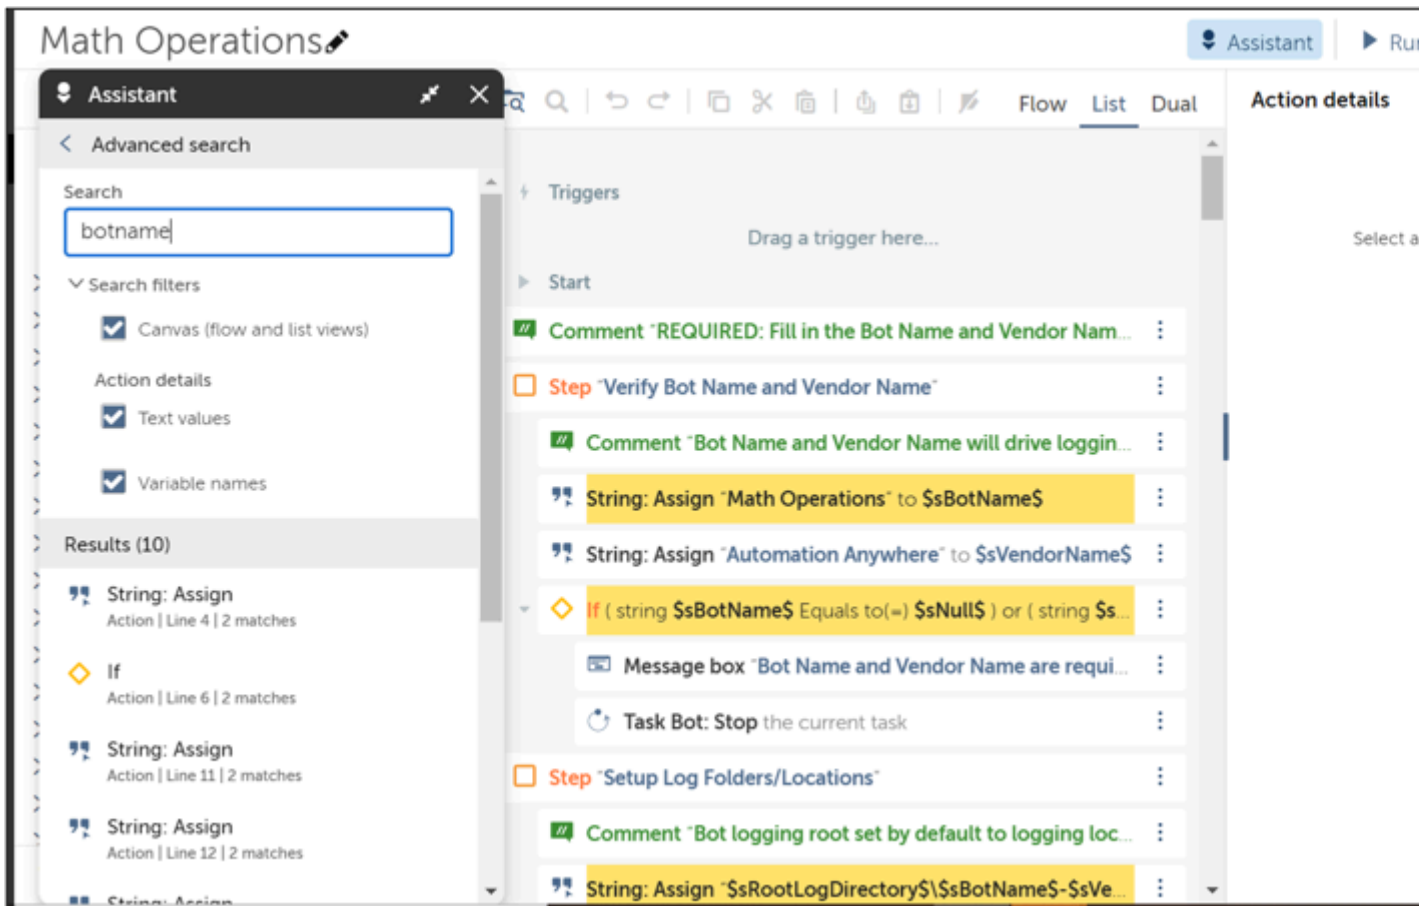 Math Operations
Assistant
Run
Assistant
Flow
List
Dual
Action details
Advanced search
Search
botname
Search filters
Canvas (flow and list views)
Action details
Text values
Variable names
Results (10)
String: Assign
Action | Line 4 | 2 matches
If
Action | Line 6 | 2 matches
String: Assign
Action | Line 11 | 2 matches
String: Assign
Action | Line 12 | 2 matches
String: Assign
Triggers
Drag a trigger here...
Start
Comment "REQUIRED: Fill in the Bot Name and Vendor Nam...
Step "Verify Bot Name and Vendor Name"
Comment "Bot Name and Vendor Name will drive loggin...
String: Assign "Math Operations" to $sBotName$
String: Assign "Automation Anywhere" to $sVendorName$
If ( string $sBotName$ Equals to(=) $sNull$ ) or ( string $s...
Message box "Bot Name and Vendor Name are requi...
Task Bot: Stop the current task
Step "Setup Log Folders/Locations"
Comment "Bot logging root set by default to logging loc...
String: Assign "$sRootLogDirectory$\$sBotName$-$sVe...
Select a